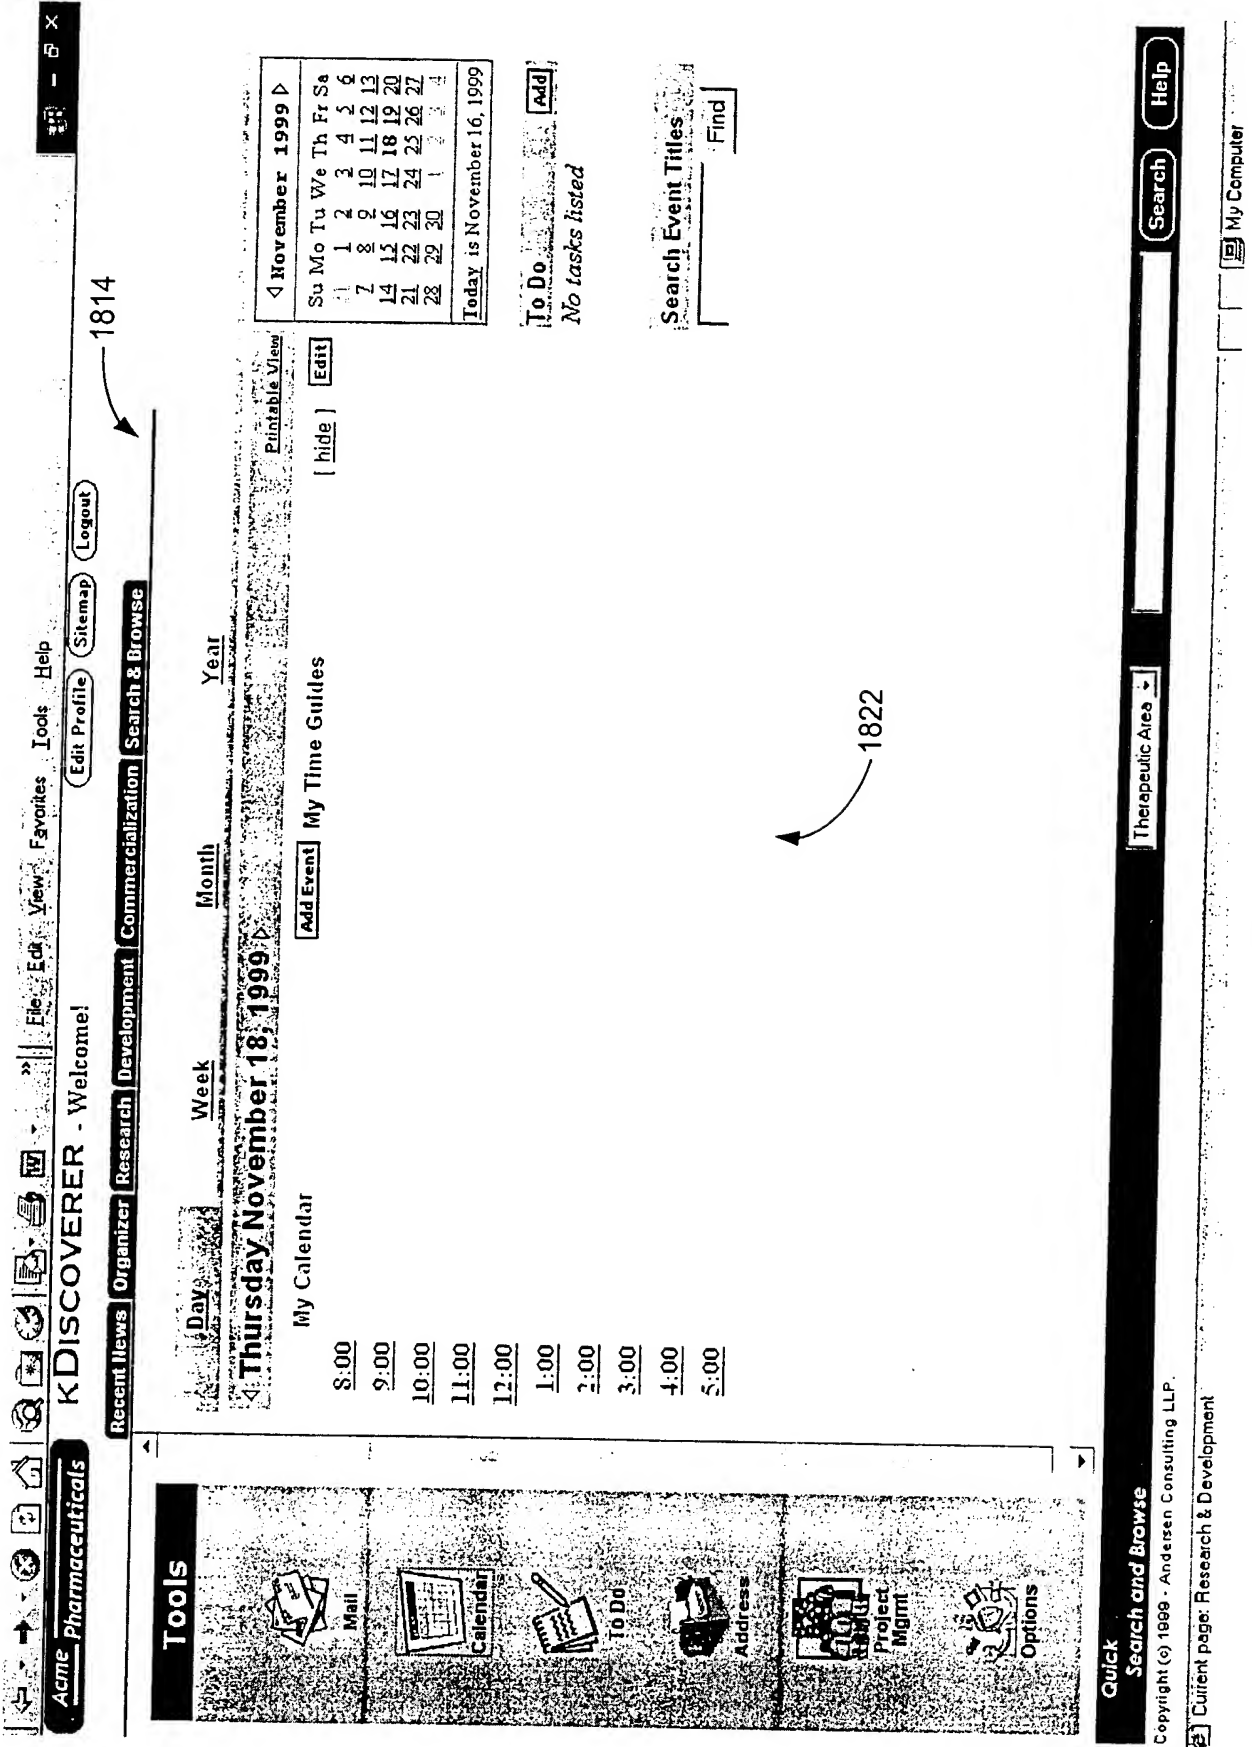 File Edit View Favorites Tools Help
Acme
Pharmaceuticals
KDISCOVERER - Welcome!
Edit Profile Sitemap Logout
1814
Recent News Organizer Research Development Commercialization Search & Browse
Tools
Mail
Calendar
To Do
Address
Project
Mgmt
Options
Day Week Month Year
Thursday November 18, 1999
Printable View
My Calendar
Add Event My Time Guides [ hide ] Edit
8:00
9:00
10:00
11:00
12:00
1:00
2:00
3:00
4:00
5:00
1822
November 1999
Su Mo Tu We Th Fr Sa
31 1 2 3 4 5 6
7 8 9 10 11 12 13
14 15 16 17 18 19 20
21 22 23 24 25 26 27
28 29 30 1 2 3 4
Today is November 16, 1999
To Do Add
No tasks listed
Search Event Titles
Find
Quick
Search and Browse
Therapeutic Area
Search Help
Copyright (c) 1999 - Andersen Consulting LLP.
Current page: Research & Development
My Computer